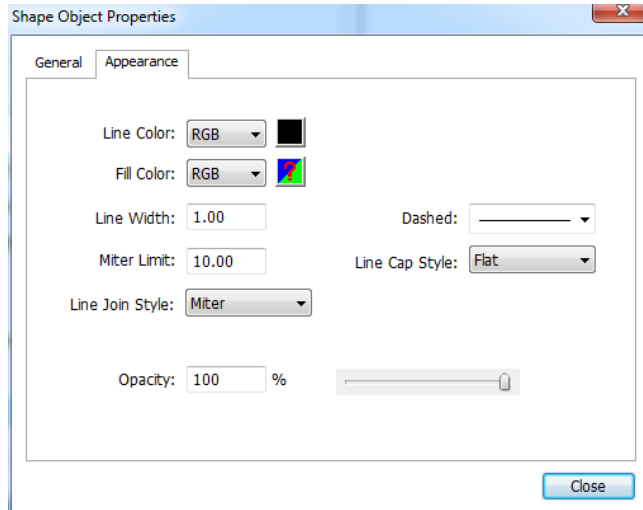 Shape Object Properties
General Appearance
Line Color: RGB
Fill Color: RGB ?
Line Width: 1.00 Dashed:
Miter Limit: 10.00 Line Cap Style: Flat
Line Join Style: Miter
Opacity: 100 %
Close